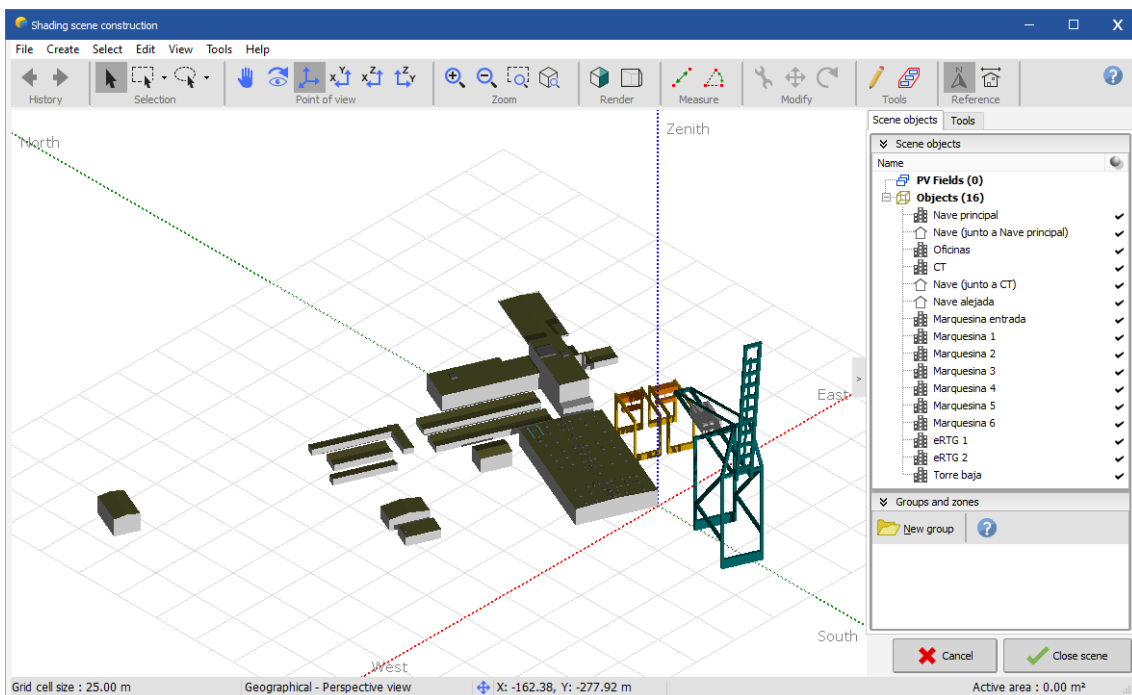 Shading scene construction
File Create Select Edit View Tools Help
History
Selection
Point of view
Zoom
Render
Measure
Modify
Tools
Reference
Scene objects Tools
Scene objects
Name
PV Fields (0)
Objects (16)
Nave principal
Nave (junto a Nave principal)
Oficinas
CT
Nave (junto a CT)
Nave alejada
Marquesina entrada
Marquesina 1
Marquesina 2
Marquesina 3
Marquesina 4
Marquesina 5
Marquesina 6
eRTG 1
eRTG 2
Torre baja
Groups and zones
New group
Cancel
Close scene
North
Zenith
East
South
West
Grid cell size : 25.00 m
Geographical - Perspective view
X: -162.38, Y: -277.92 m
Active area : 0.00 m²